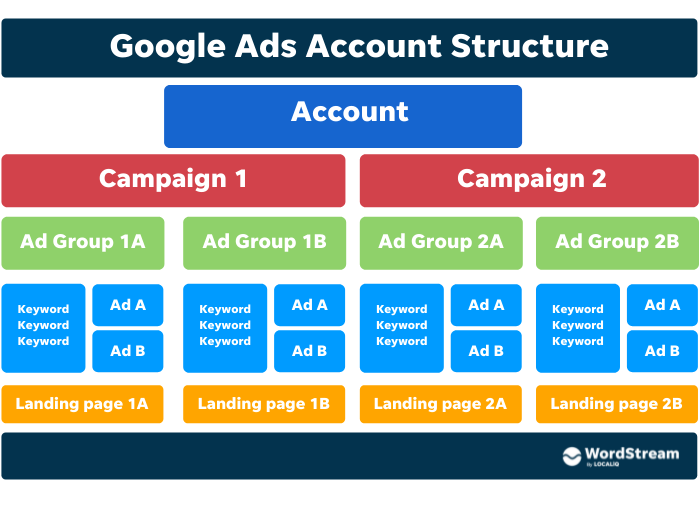 Google Ads Account Structure
Account
Campaign 1
Campaign 2
Ad Group 1A
Ad Group 1B
Ad Group 2A
Ad Group 2B
Keyword
Keyword
Keyword
Ad A
Ad B
Keyword
Keyword
Keyword
Ad A
Ad B
Keyword
Keyword
Keyword
Ad A
Ad B
Keyword
Keyword
Keyword
Ad A
Ad B
Landing page 1A
Landing page 1B
Landing page 2A
Landing page 2B
WordStream
By LOCALiQ